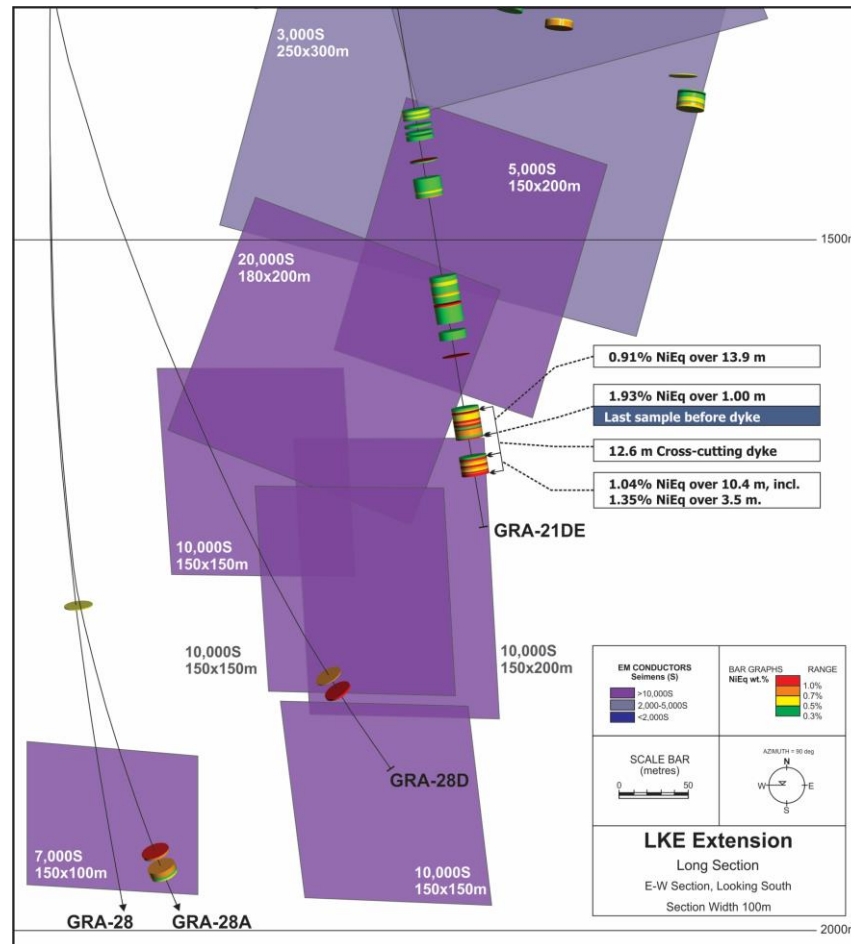 3,000S
250x300m
5,000S
150x200m
1500m
20,000S
180x200m
0.91% NiEq over 13.9 m
1.93% NiEq over 1.00 m
Last sample before dyke
12.6 m Cross-cutting dyke
1.04% NiEq over 10.4 m, incl.
1.35% NiEq over 3.5 m.
GRA-21DE
10,000S
150x150m
10,000S
150x150m
10,000S
150x200m
GRA-28D
7,000S
150x100m
10,000S
150x150m
GRA-28
GRA-28A
EM CONDUCTORS
Seimens (S)
>10,000S
2,000-5,000S
<2,000S
BAR GRAPHS
NiEq wt.%
RANGE
1.0%
0.7%
0.5%
0.3%
SCALE BAR
(metres)
0 50
AZIMUTH = 90 deg
N
W E
S
LKE Extension
Long Section
E-W Section, Looking South
Section Width 100m
2000m